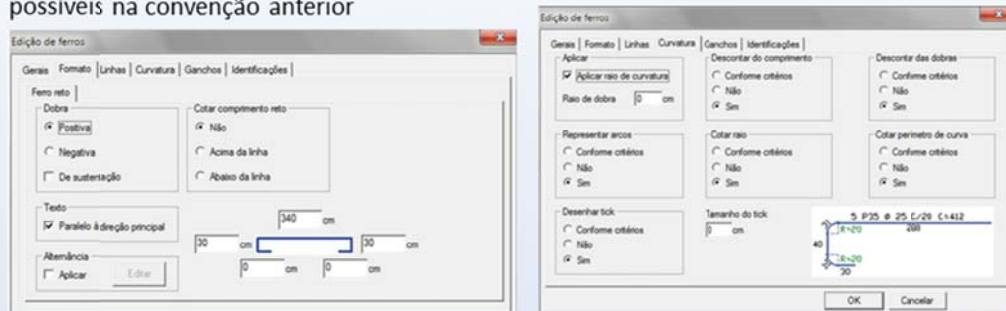 possíveis na convenção anterior
Edição de ferros
Gerais Formato Linhas Curvatura Ganchos Identificações
Ferro reto
Dobra
Positiva
Negativa
De sustentação
Cotar comprimento reto
Não
Acima da linha
Abaixo da linha
Texto
Paralelo à direção principal
Alternância
Aplicar
Editar
340 cm
30 cm
30 cm
0 cm
0 cm
Edição de ferros
Gerais Formato Linhas Curvatura Ganchos Identificações
Aplicar
Aplicar raio de curvatura
Raio de dobra 0 cm
Descontar do comprimento
Conforme critérios
Não
Sim
Descontar das dobras
Conforme critérios
Não
Sim
Representar arcos
Conforme critérios
Não
Sim
Cotar raio
Conforme critérios
Não
Sim
Cotar perímetro de curva
Conforme critérios
Não
Sim
Desenhar tick
Conforme critérios
Não
Sim
Tamanho do tick
0 cm
5 P35 ø 25 C/20 C=412
R=20
280
40
R=20
30
OK
Cancelar